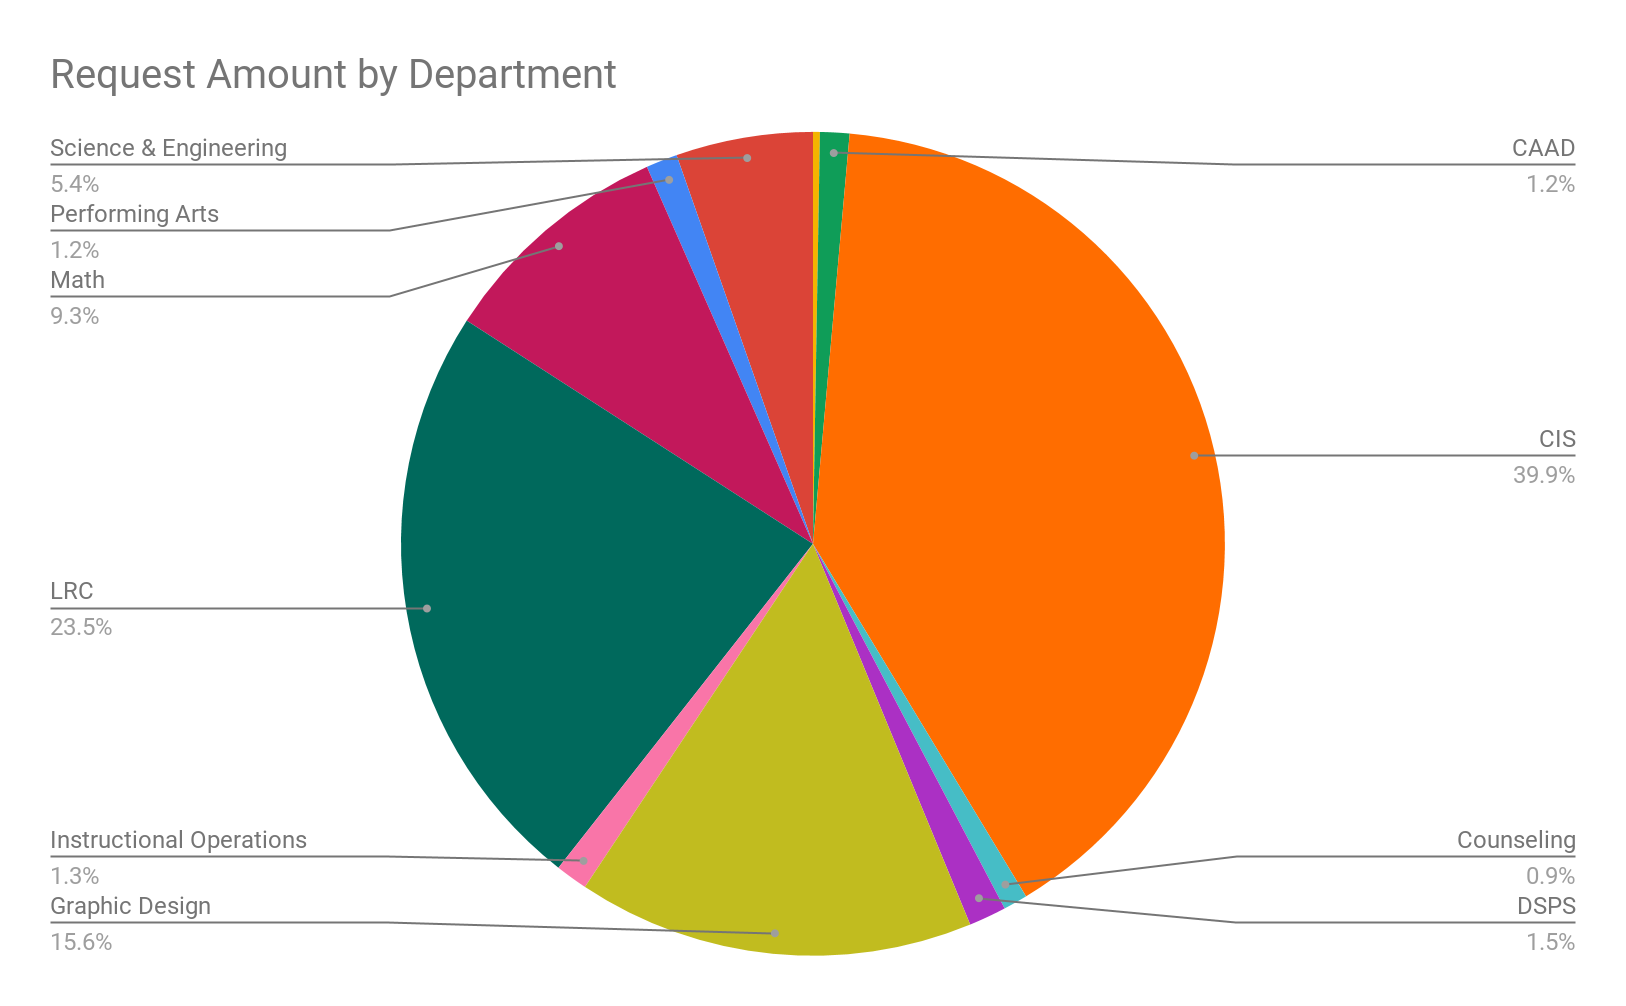 Request Amount by Department
Science & Engineering
5.4%
Performing Arts
1.2%
Math
9.3%
LRC
23.5%
Instructional Operations
1.3%
Graphic Design
15.6%
CAAD
1.2%
CIS
39.9%
Counseling
0.9%
DSPS
1.5%